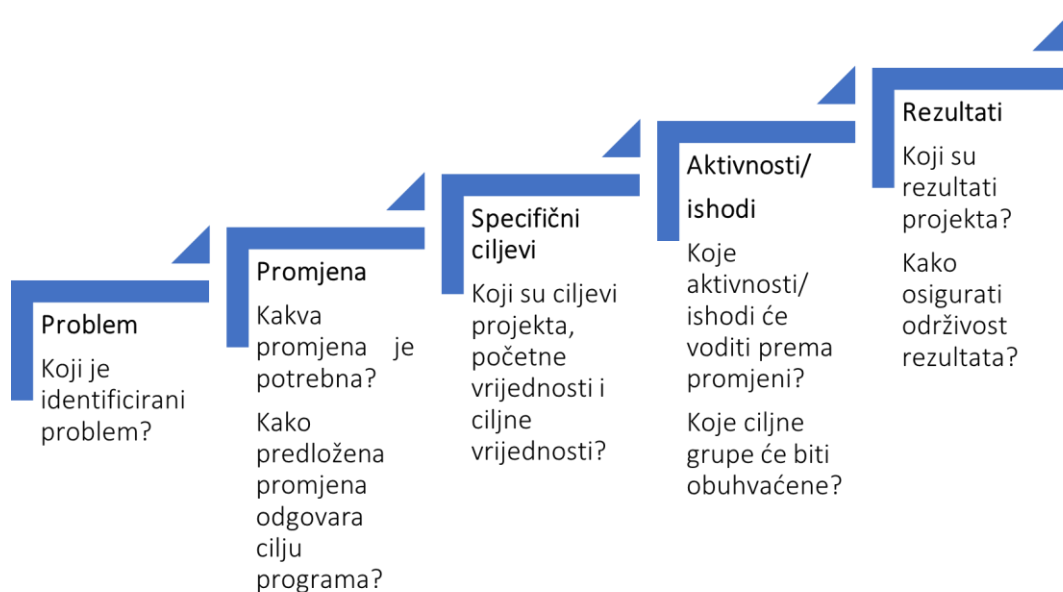 Problem
Koji je
identificirani
problem?
Promjena
Kakva
promjena je
potrebna?
Kako
predložena
promjena
odgovara
cilju
programa?
Specifični
ciljevi
Koji su ciljevi
projekta,
početne
vrijednosti i
ciljne
vrijednosti?
Aktivnosti/
ishodi
Koje
aktivnosti/
ishodi će
voditi prema
promjeni?
Koje ciljne
grupe će biti
obuhvaćene?
Rezultati
Koji su
rezultati
projekta?
Kako
osigurati
održivost
rezultata?